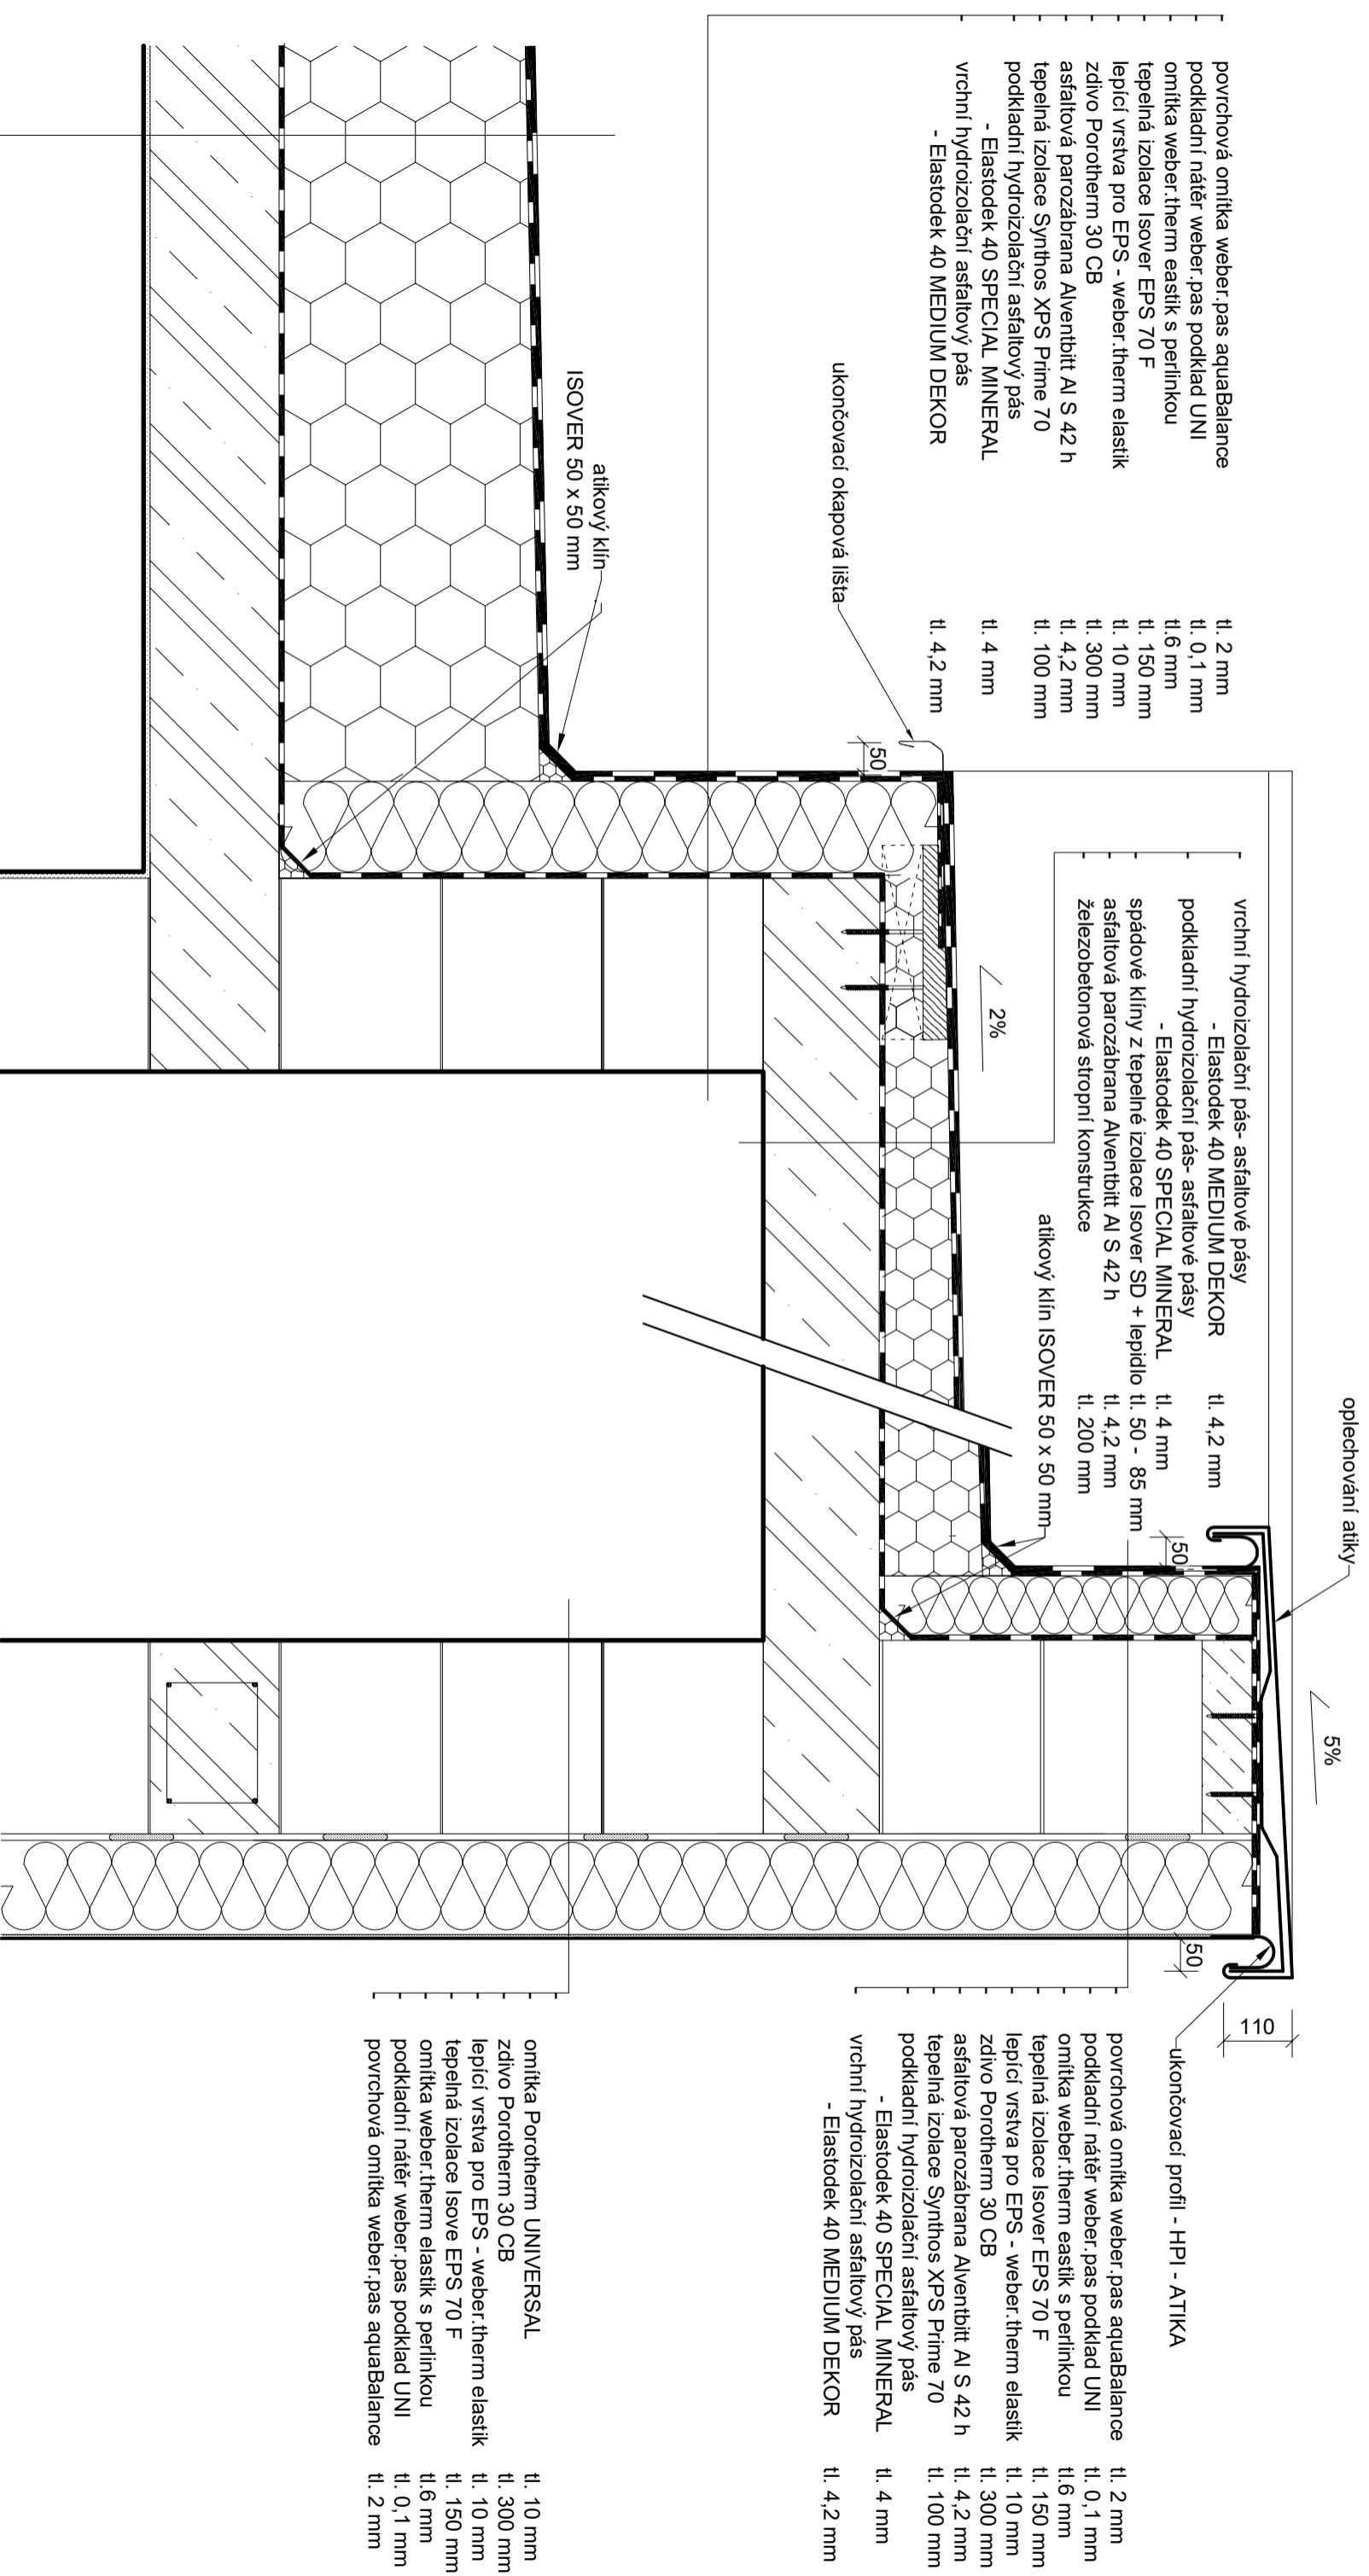 oplechování atiky
5%
povrchová omítka weber.pas aquaBalance tl. 2 mm
podkladní nátěr weber.pas podklad UNI tl. 0,1 mm
omítka weber.therm eastik s perlinkou tl.6 mm
tepelná izolace Isover EPS 70 F tl. 150 mm
lepící vrstva pro EPS - weber.therm elastik tl. 10 mm
zdivo Porotherm 30 CB tl. 300 mm
asfaltová parozábrana Alventbitt Al S 42 h tl. 4,2 mm
tepelná izolace Synthos XPS Prime 70 tl. 100 mm
podkladní hydroizolační asfaltový pás
- Elastodek 40 SPECIAL MINERAL tl. 4 mm
vrchní hydroizolační asfaltový pás
- Elastodek 40 MEDIUM DEKOR tl. 4,2 mm
ukončovací okapová lišta
50
atikový klín
ISOVER 50 x 50 mm
vrchní hydroizolační pás- asfaltové pásy
- Elastodek 40 MEDIUM DEKOR tl. 4,2 mm
podkladní hydroizolační pás- asfaltové pásy
- Elastodek 40 SPECIAL MINERAL tl. 4 mm
spádové klíny z tepelné izolace Isover SD + lepidlo tl. 50 - 85 mm
asfaltová parozábrana Alventbitt Al S 42 h tl. 4,2 mm
železobetonová stropní konstrukce tl. 200 mm
2%
atikový klín ISOVER 50 x 50 mm
50
50
110
ukončovací profil - HPI - ATIKA
povrchová omítka weber.pas aquaBalance tl. 2 mm
podkladní nátěr weber.pas podklad UNI tl. 0,1 mm
omítka weber.therm eastik s perlinkou tl.6 mm
tepelná izolace Isover EPS 70 F tl. 150 mm
lepící vrstva pro EPS - weber.therm elastik tl. 10 mm
zdivo Porotherm 30 CB tl. 300 mm
asfaltová parozábrana Alventbitt Al S 42 h tl. 4,2 mm
tepelná izolace Synthos XPS Prime 70 tl. 100 mm
podkladní hydroizolační asfaltový pás
- Elastodek 40 SPECIAL MINERAL tl. 4 mm
vrchní hydroizolační asfaltový pás
- Elastodek 40 MEDIUM DEKOR tl. 4,2 mm
omítka Porotherm UNIVERSAL tl. 10 mm
zdivo Porotherm 30 CB tl. 300 mm
lepící vrstva pro EPS - weber.therm elastik tl. 10 mm
tepelná izolace Isove EPS 70 F tl. 150 mm
omítka weber.therm elastik s perlinkou tl.6 mm
podkladní nátěr weber.pas podklad UNI tl. 0,1 mm
povrchová omítka weber.pas aquaBalance tl. 2 mm